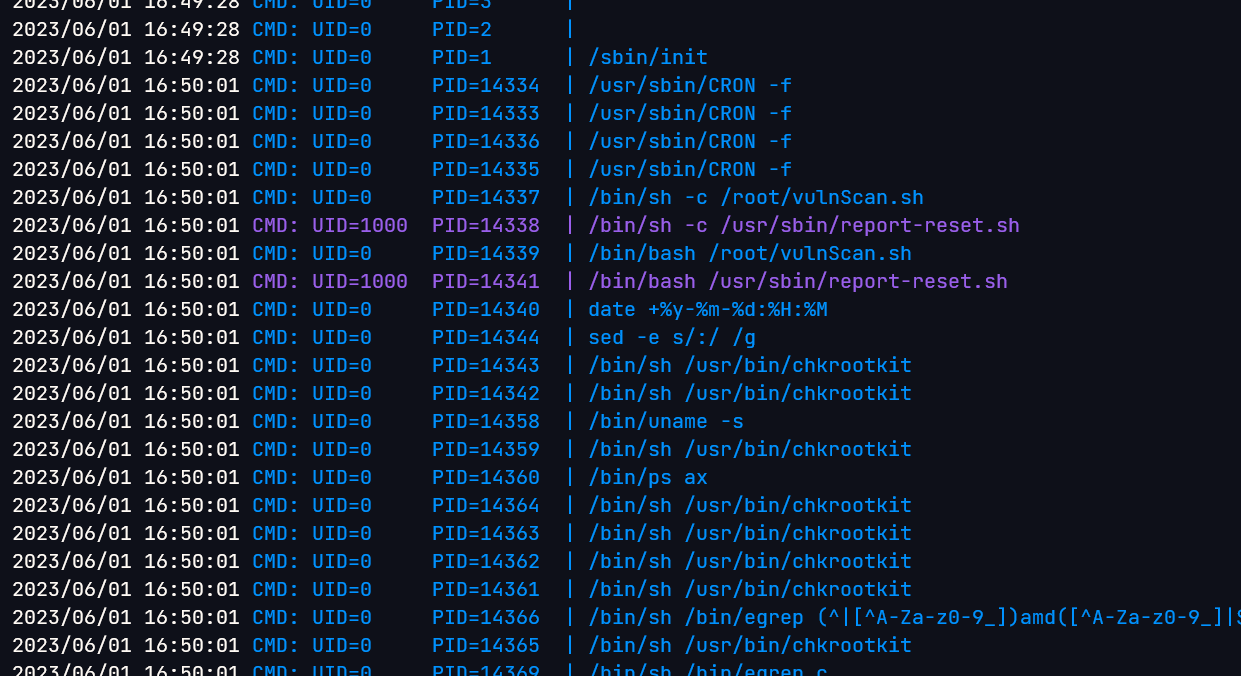 2023/06/01 16:49:28 CMD: UID=0     PID=3      |
2023/06/01 16:49:28 CMD: UID=0     PID=2      |
2023/06/01 16:49:28 CMD: UID=0     PID=1      | /sbin/init
2023/06/01 16:50:01 CMD: UID=0     PID=14334  | /usr/sbin/CRON -f
2023/06/01 16:50:01 CMD: UID=0     PID=14333  | /usr/sbin/CRON -f
2023/06/01 16:50:01 CMD: UID=0     PID=14336  | /usr/sbin/CRON -f
2023/06/01 16:50:01 CMD: UID=0     PID=14335  | /usr/sbin/CRON -f
2023/06/01 16:50:01 CMD: UID=0     PID=14337  | /bin/sh -c /root/vulnScan.sh
2023/06/01 16:50:01 CMD: UID=1000  PID=14338  | /bin/sh -c /usr/sbin/report-reset.sh
2023/06/01 16:50:01 CMD: UID=0     PID=14339  | /bin/bash /root/vulnScan.sh
2023/06/01 16:50:01 CMD: UID=1000  PID=14341  | /bin/bash /usr/sbin/report-reset.sh
2023/06/01 16:50:01 CMD: UID=0     PID=14340  | date +%y-%m-%d:%H:%M
2023/06/01 16:50:01 CMD: UID=0     PID=14344  | sed -e s/:/ /g
2023/06/01 16:50:01 CMD: UID=0     PID=14343  | /bin/sh /usr/bin/chkrootkit
2023/06/01 16:50:01 CMD: UID=0     PID=14342  | /bin/sh /usr/bin/chkrootkit
2023/06/01 16:50:01 CMD: UID=0     PID=14358  | /bin/uname -s
2023/06/01 16:50:01 CMD: UID=0     PID=14359  | /bin/sh /usr/bin/chkrootkit
2023/06/01 16:50:01 CMD: UID=0     PID=14360  | /bin/ps ax
2023/06/01 16:50:01 CMD: UID=0     PID=14364  | /bin/sh /usr/bin/chkrootkit
2023/06/01 16:50:01 CMD: UID=0     PID=14363  | /bin/sh /usr/bin/chkrootkit
2023/06/01 16:50:01 CMD: UID=0     PID=14362  | /bin/sh /usr/bin/chkrootkit
2023/06/01 16:50:01 CMD: UID=0     PID=14361  | /bin/sh /usr/bin/chkrootkit
2023/06/01 16:50:01 CMD: UID=0     PID=14366  | /bin/sh /bin/egrep (^|[^A-Za-z0-9_])amd([^A-Za-z0-9_]|
2023/06/01 16:50:01 CMD: UID=0     PID=14365  | /bin/sh /usr/bin/chkrootkit
2023/06/01 16:50:01 CMD: UID=0     PID=14369  | /bin/sh /bin/egrep c